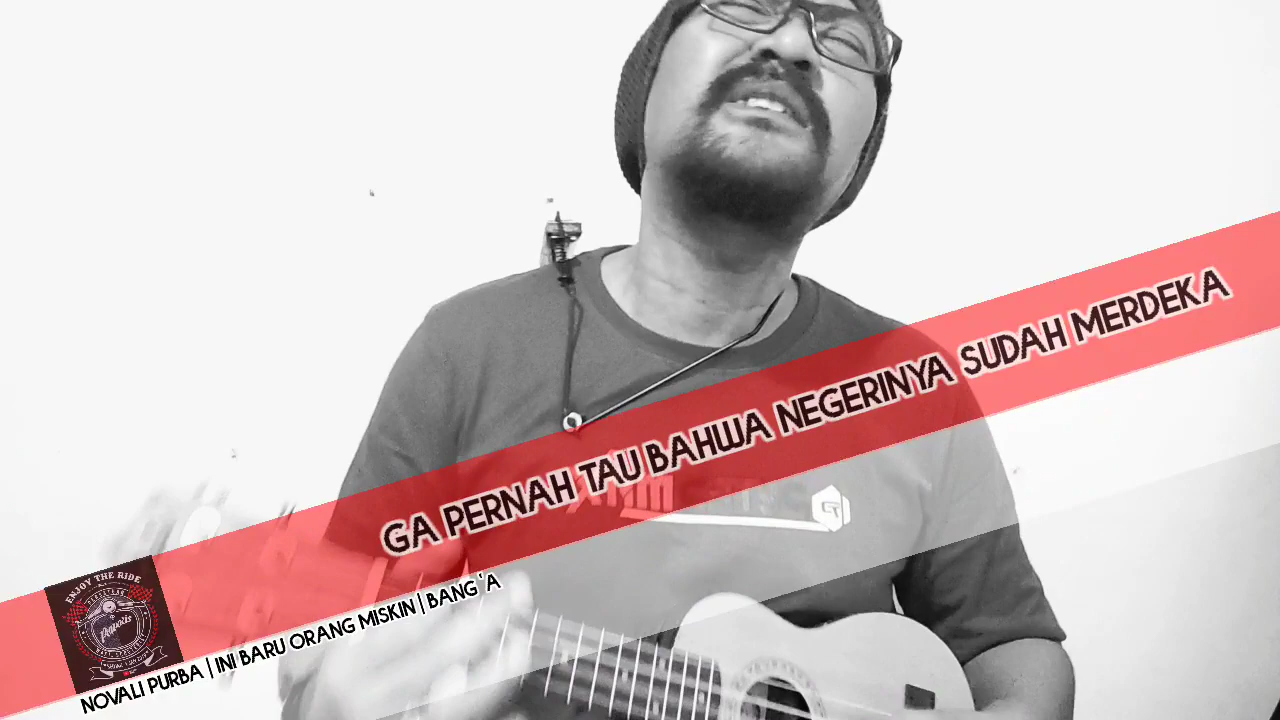 GA PERNAH TAU BAHWA NEGERINYA SUDAH MERDEKA
ENJOY THE RIDE
NOVALI PURBA | INI BARU ORANG MISKIN | BANG'A